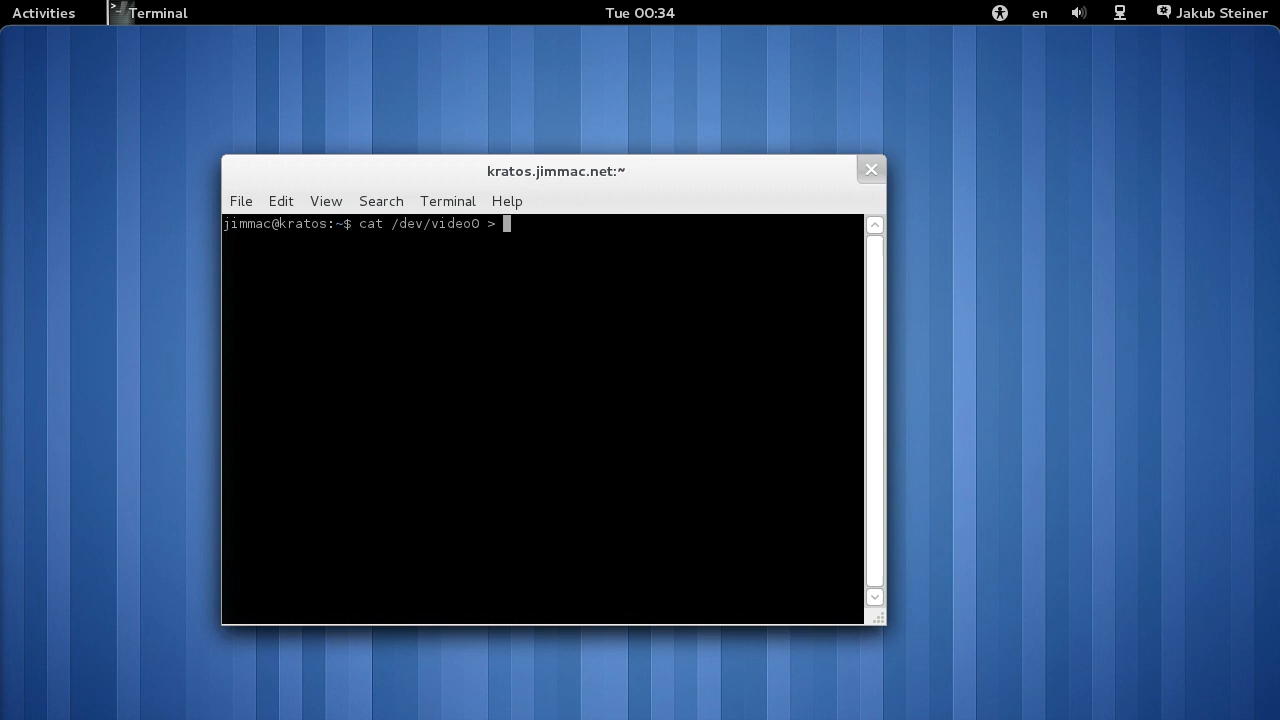 Activities Terminal Tue 00:34 en Jakub Steiner
kratos.jimmac.net:~
File Edit View Search Terminal Help
jimmac@kratos:~$ cat /dev/video0 >